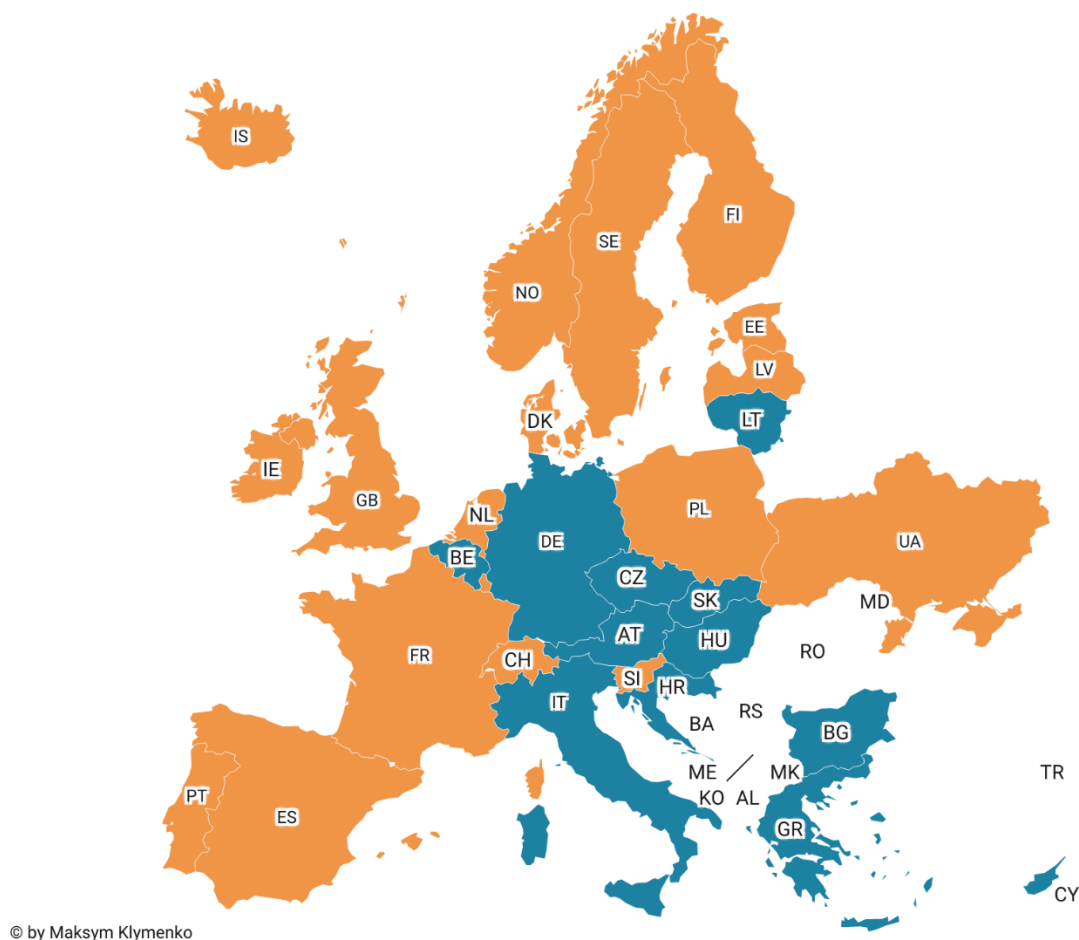 IS
FI
SE
NO
EE
LV
DK
LT
IE
GB
NL
PL
DE
UA
BE
CZ
SK
MD
AT
HU
RO
FR
CH
SI
HR
IT
BA
RS
BG
ME
MK
TR
PT
KO
AL
ES
GR
CY
© by Maksym Klymenko